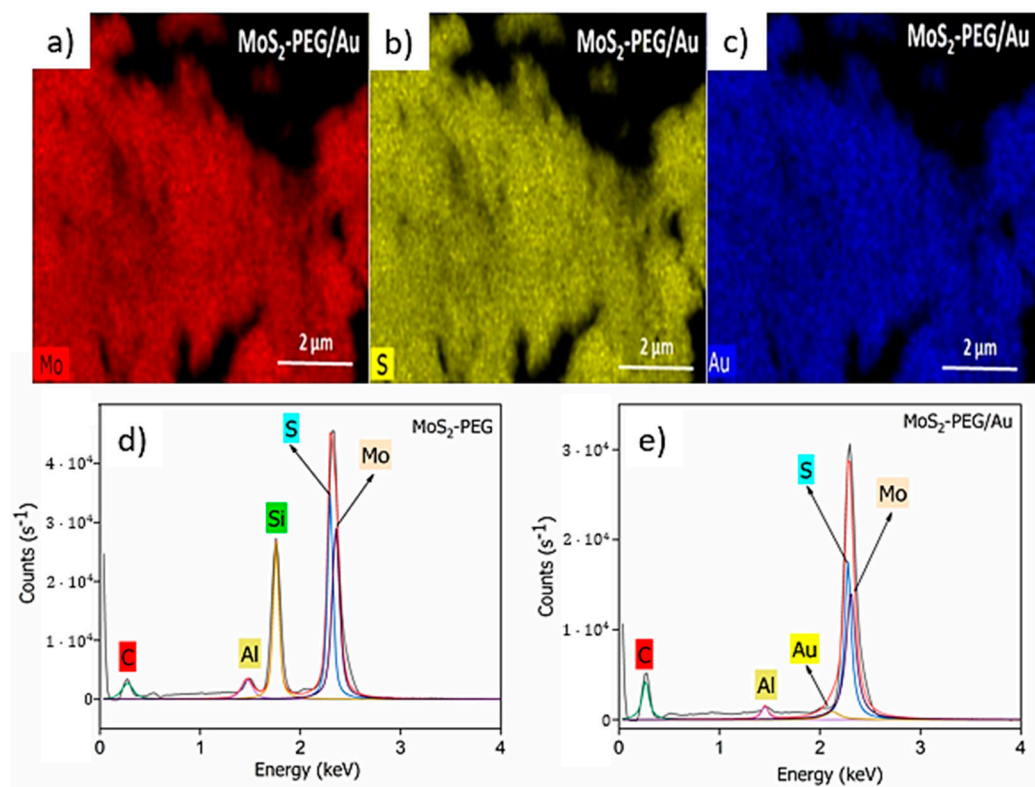 a)
MoS₂-PEG/Au
Mo
2 μm
b)
MoS₂-PEG/Au
S
2 μm
c)
MoS₂-PEG/Au
Au
2 μm
d)
MoS₂-PEG
S
Mo
Si
Al
C
4·10⁴
3·10⁴
2·10⁴
1·10⁴
0
Counts (s⁻¹)
0 1 2 3 4
Energy (keV)
e)
MoS₂-PEG/Au
S
Mo
Au
Al
C
3·10⁴
2·10⁴
1·10⁴
0
Counts (s⁻¹)
0 1 2 3 4
Energy (keV)